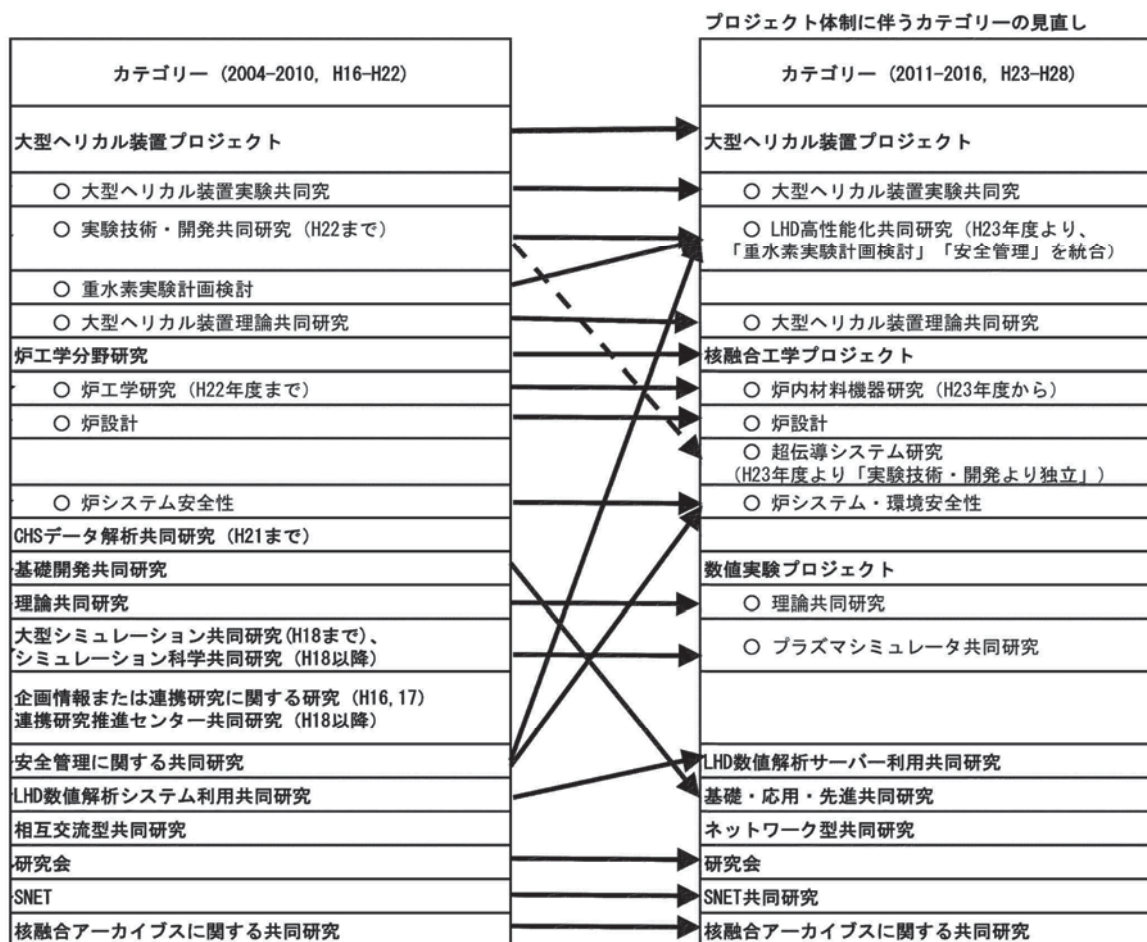 プロジェクト体制に伴うカテゴリーの見直し
カテゴリー (2004-2010, H16-H22)
大型ヘリカル装置プロジェクト
○ 大型ヘリカル装置実験共同究
○ 実験技術・開発共同研究 (H22まで)
○ 重水素実験計画検討
○ 大型ヘリカル装置理論共同研究
炉工学分野研究
○ 炉工学研究 (H22年度まで)
○ 炉設計
○ 炉システム安全性
CHSデータ解析共同研究 (H21まで)
基礎開発共同研究
理論共同研究
大型シミュレーション共同研究(H18まで)、
シミュレーション科学共同研究 (H18以降)
企画情報または連携研究に関する研究 (H16,17)
連携研究推進センター共同研究 (H18以降)
安全管理に関する共同研究
LHD数値解析システム利用共同研究
相互交流型共同研究
研究会
SNET
核融合アーカイブスに関する共同研究
カテゴリー (2011-2016, H23-H28)
大型ヘリカル装置プロジェクト
○ 大型ヘリカル装置実験共同究
○ LHD高性能化共同研究 (H23年度より、
「重水素実験計画検討」「安全管理」を統合)
○ 大型ヘリカル装置理論共同研究
核融合工学プロジェクト
○ 炉内材料機器研究 (H23年度から)
○ 炉設計
○ 超伝導システム研究
(H23年度より「実験技術・開発より独立」)
○ 炉システム・環境安全性
数値実験プロジェクト
○ 理論共同研究
○ プラズマシミュレータ共同研究
LHD数値解析サーバー利用共同研究
基礎・応用・先進共同研究
ネットワーク型共同研究
研究会
SNET共同研究
核融合アーカイブスに関する共同研究